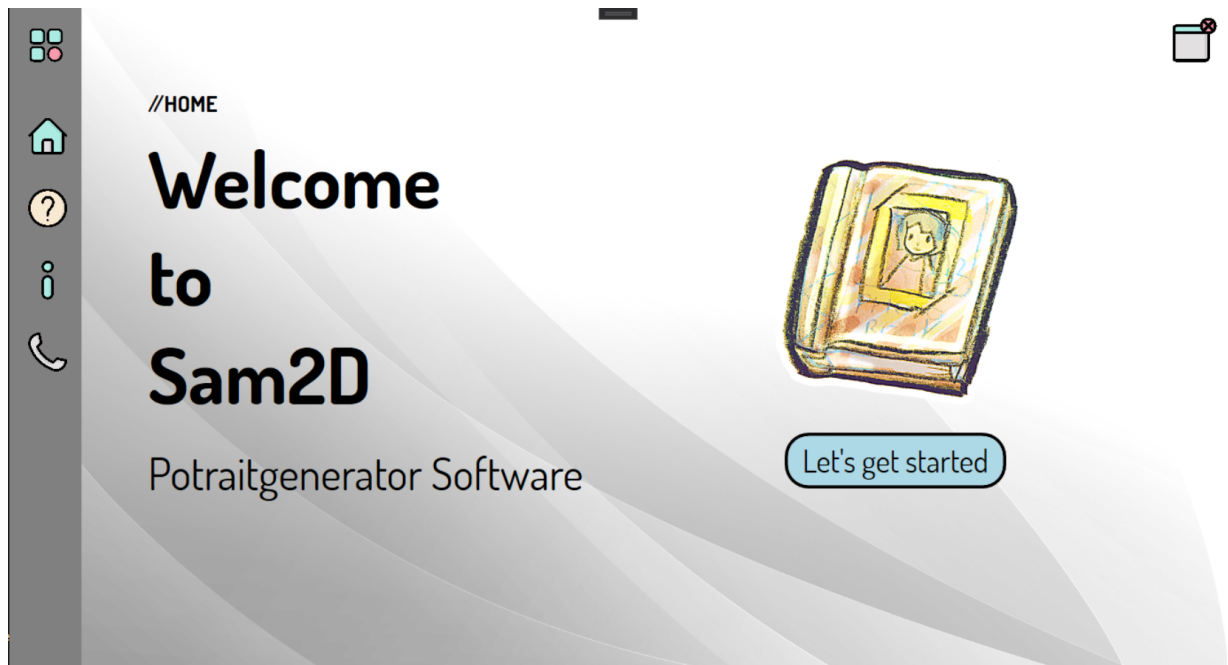 //HOME
Welcome
to
Sam2D
Potraitgenerator Software
?
Let's get started